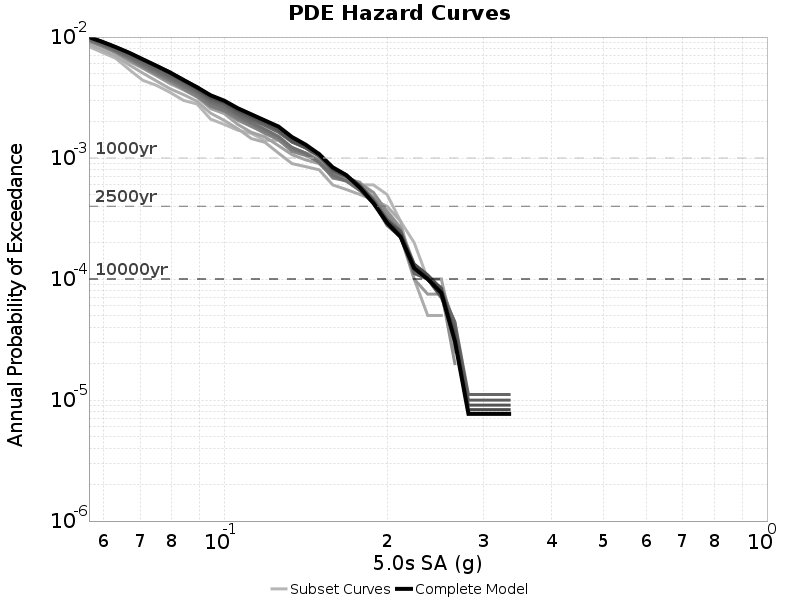 PDE Hazard Curves
Annual Probability of Exceedance
10-2
10-3
10-4
10-5
10-6
1000yr
2500yr
10000yr
6 7 8 10-1 2 3 4 5 6 7 8 100
5.0s SA (g)
Subset Curves Complete Model